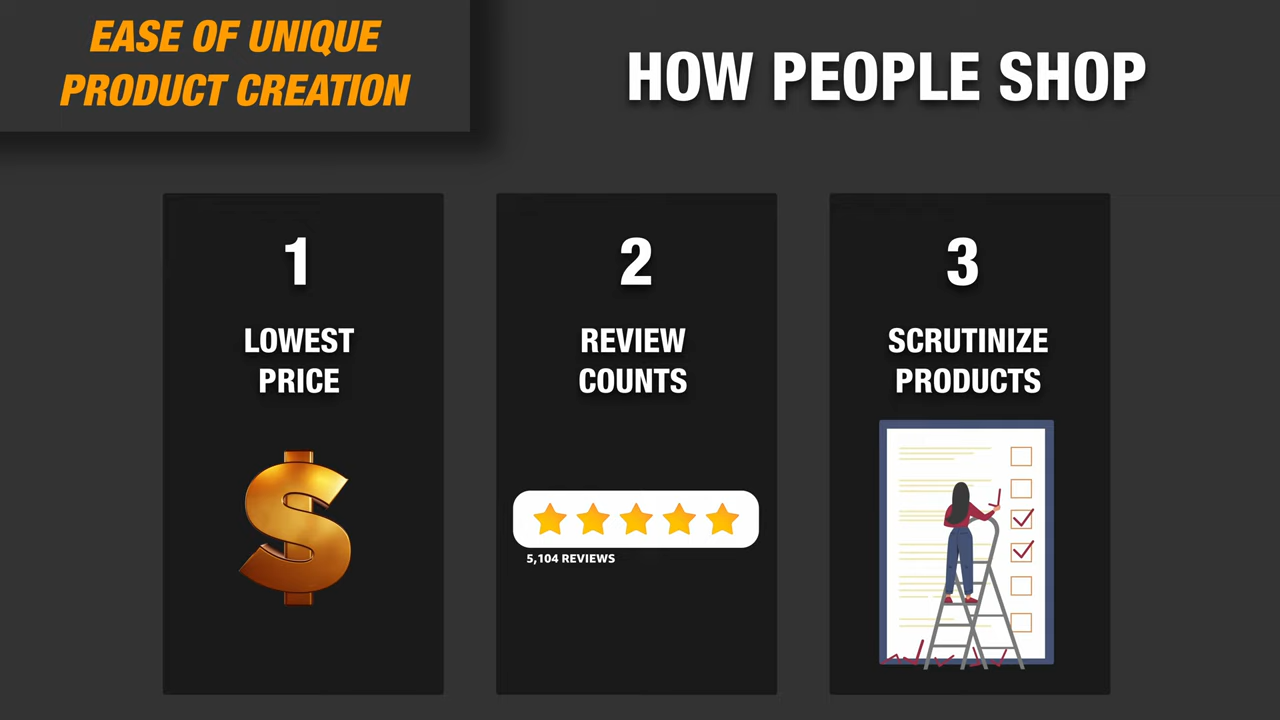 EASE OF UNIQUE
PRODUCT CREATION
HOW PEOPLE SHOP
1
LOWEST
PRICE
2
REVIEW
COUNTS
5,104 REVIEWS
3
SCRUTINIZE
PRODUCTS